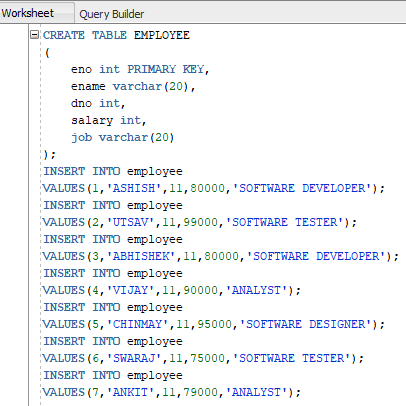 Worksheet Query Builder
CREATE TABLE EMPLOYEE
(
eno int PRIMARY KEY,
ename varchar(20),
dno int,
salary int,
job varchar(20)
);
INSERT INTO employee
VALUES(1,'ASHISH',11,80000,'SOFTWARE DEVELOPER');
INSERT INTO employee
VALUES(2,'UTSAV',11,99000,'SOFTWARE TESTER');
INSERT INTO employee
VALUES(3,'ABHISHEK',11,80000,'SOFTWARE DEVELOPER');
INSERT INTO employee
VALUES(4,'VIJAY',11,90000,'ANALYST');
INSERT INTO employee
VALUES(5,'CHINMAY',11,95000,'SOFTWARE DESIGNER');
INSERT INTO employee
VALUES(6,'SWARAJ',11,75000,'SOFTWARE TESTER');
INSERT INTO employee
VALUES(7,'ANKIT',11,79000,'ANALYST');